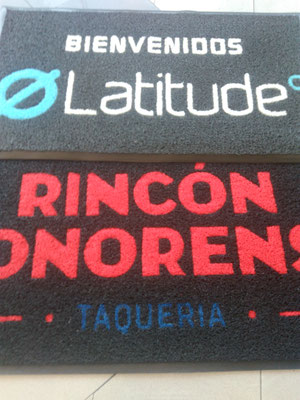 BIENVENIDOS
Latitude
RINCÓN
ONORENS
TAQUERIA